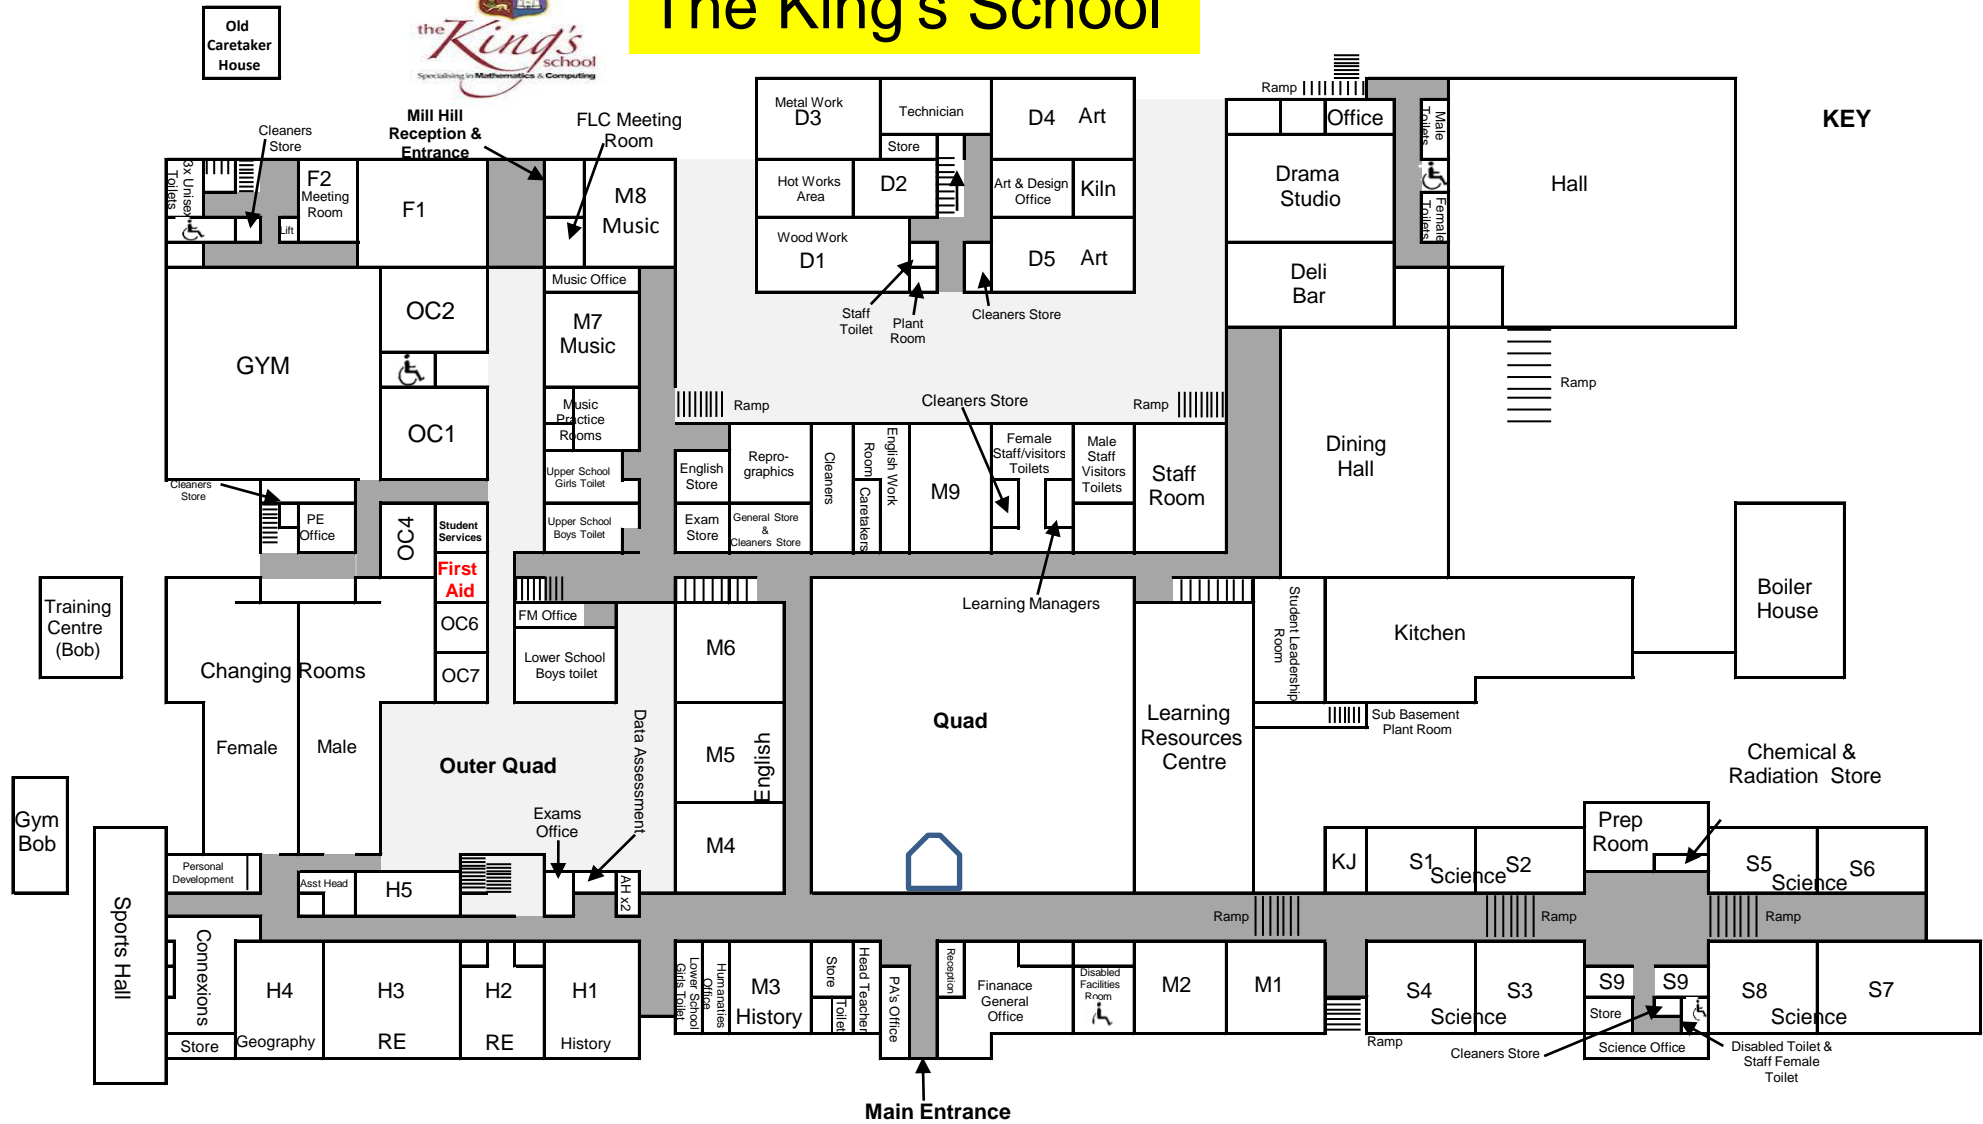 The King's School
the
King's
school
Specialising in Mathematics & Computing
Old
Caretaker
House
KEY
Cleaners
Store
Mill Hill
Reception &
Entrance
FLC Meeting
Room
3x Unisex
Toilets
Lift
F2
Meeting
Room
F1
M8
Music
Metal Work
D3
Technician
Store
D4 Art
Hot Works
Area
D2
Art & Design
Office
Kiln
Wood Work
D1
D5 Art
Staff
Toilet
Plant
Room
Cleaners Store
Ramp
Office
Male
Toilets
Female
Toilets
Drama
Studio
Hall
Deli
Bar
Ramp
GYM
OC2
OC1
Music Office
M7
Music
Music
Practice
Rooms
Upper School
Girls Toilet
Upper School
Boys Toilet
Ramp
Cleaners Store
Ramp
English
Store
Repro-
graphics
Cleaners
English Work
Room
Caretakers
M9
Female
Staff/visitors
Toilets
Male
Staff
Visitors
Toilets
Staff
Room
Exam
Store
General Store
&
Cleaners Store
Dining
Hall
Cleaners
Store
PE
Office
OC4
Student
Services
First
Aid
OC6
OC7
Training
Centre
(Bob)
Changing Rooms
Female
Male
FM Office
Lower School
Boys toilet
Outer Quad
Data Assessment
Exams
Office
M6
M5
English
M4
Quad
Learning Managers
Learning
Resources
Centre
Student Leadership
Room
Kitchen
Boiler
House
Sub Basement
Plant Room
Chemical &
Radiation Store
Gym
Bob
Sports Hall
Personal
Development
Asst Head
H5
AH x2
KJ
S1
S2
Science
Prep
Room
S5
S6
Science
Ramp
Ramp
Ramp
Connexions
Store
H4
Geography
H3
RE
H2
RE
H1
History
Lower School
Girls Toilet
Humanaties
Office
M3
History
Store
Toilet
Head Teacher
PA's Office
Reception
Finanace
General
Office
Disabled
Facilities
Room
M2
M1
Ramp
S4
S3
Science
S9
S9
Store
Science Office
S8
S7
Science
Cleaners Store
Disabled Toilet &
Staff Female
Toilet
Main Entrance